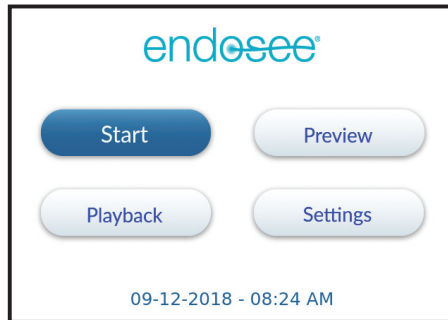 endosee®
Start
Preview
Playback
Settings
09-12-2018 - 08:24 AM